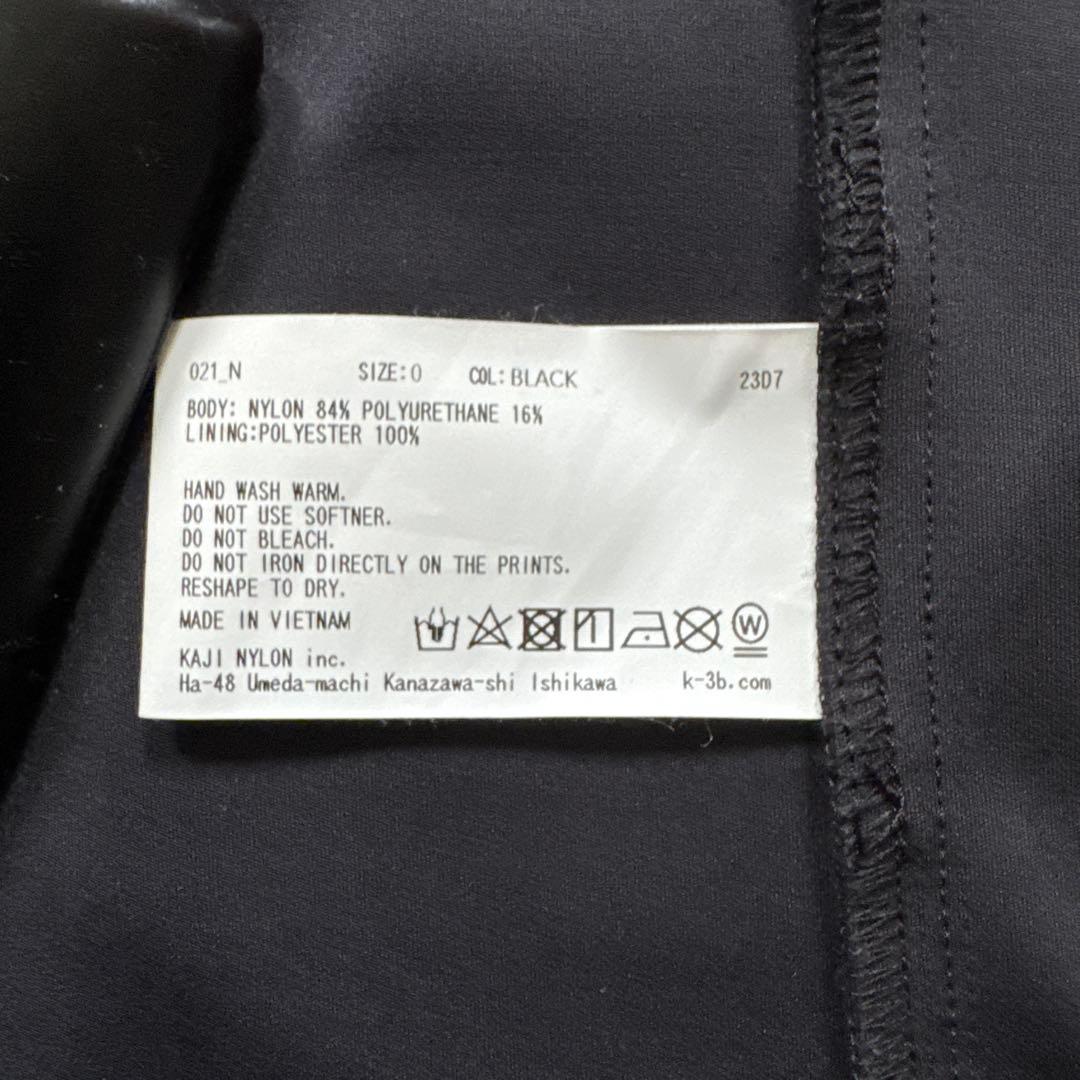 021_N SIZE:0 COL:BLACK 23D7
BODY: NYLON 84% POLYURETHANE 16%
LINING:POLYESTER 100%
HAND WASH WARM.
DO NOT USE SOFTNER.
DO NOT BLEACH.
DO NOT IRON DIRECTLY ON THE PRINTS.
RESHAPE TO DRY.
MADE IN VIETNAM W
KAJI NYLON inc.
Ha-48 Umeda-machi Kanazawa-shi Ishikawa k-3b.com